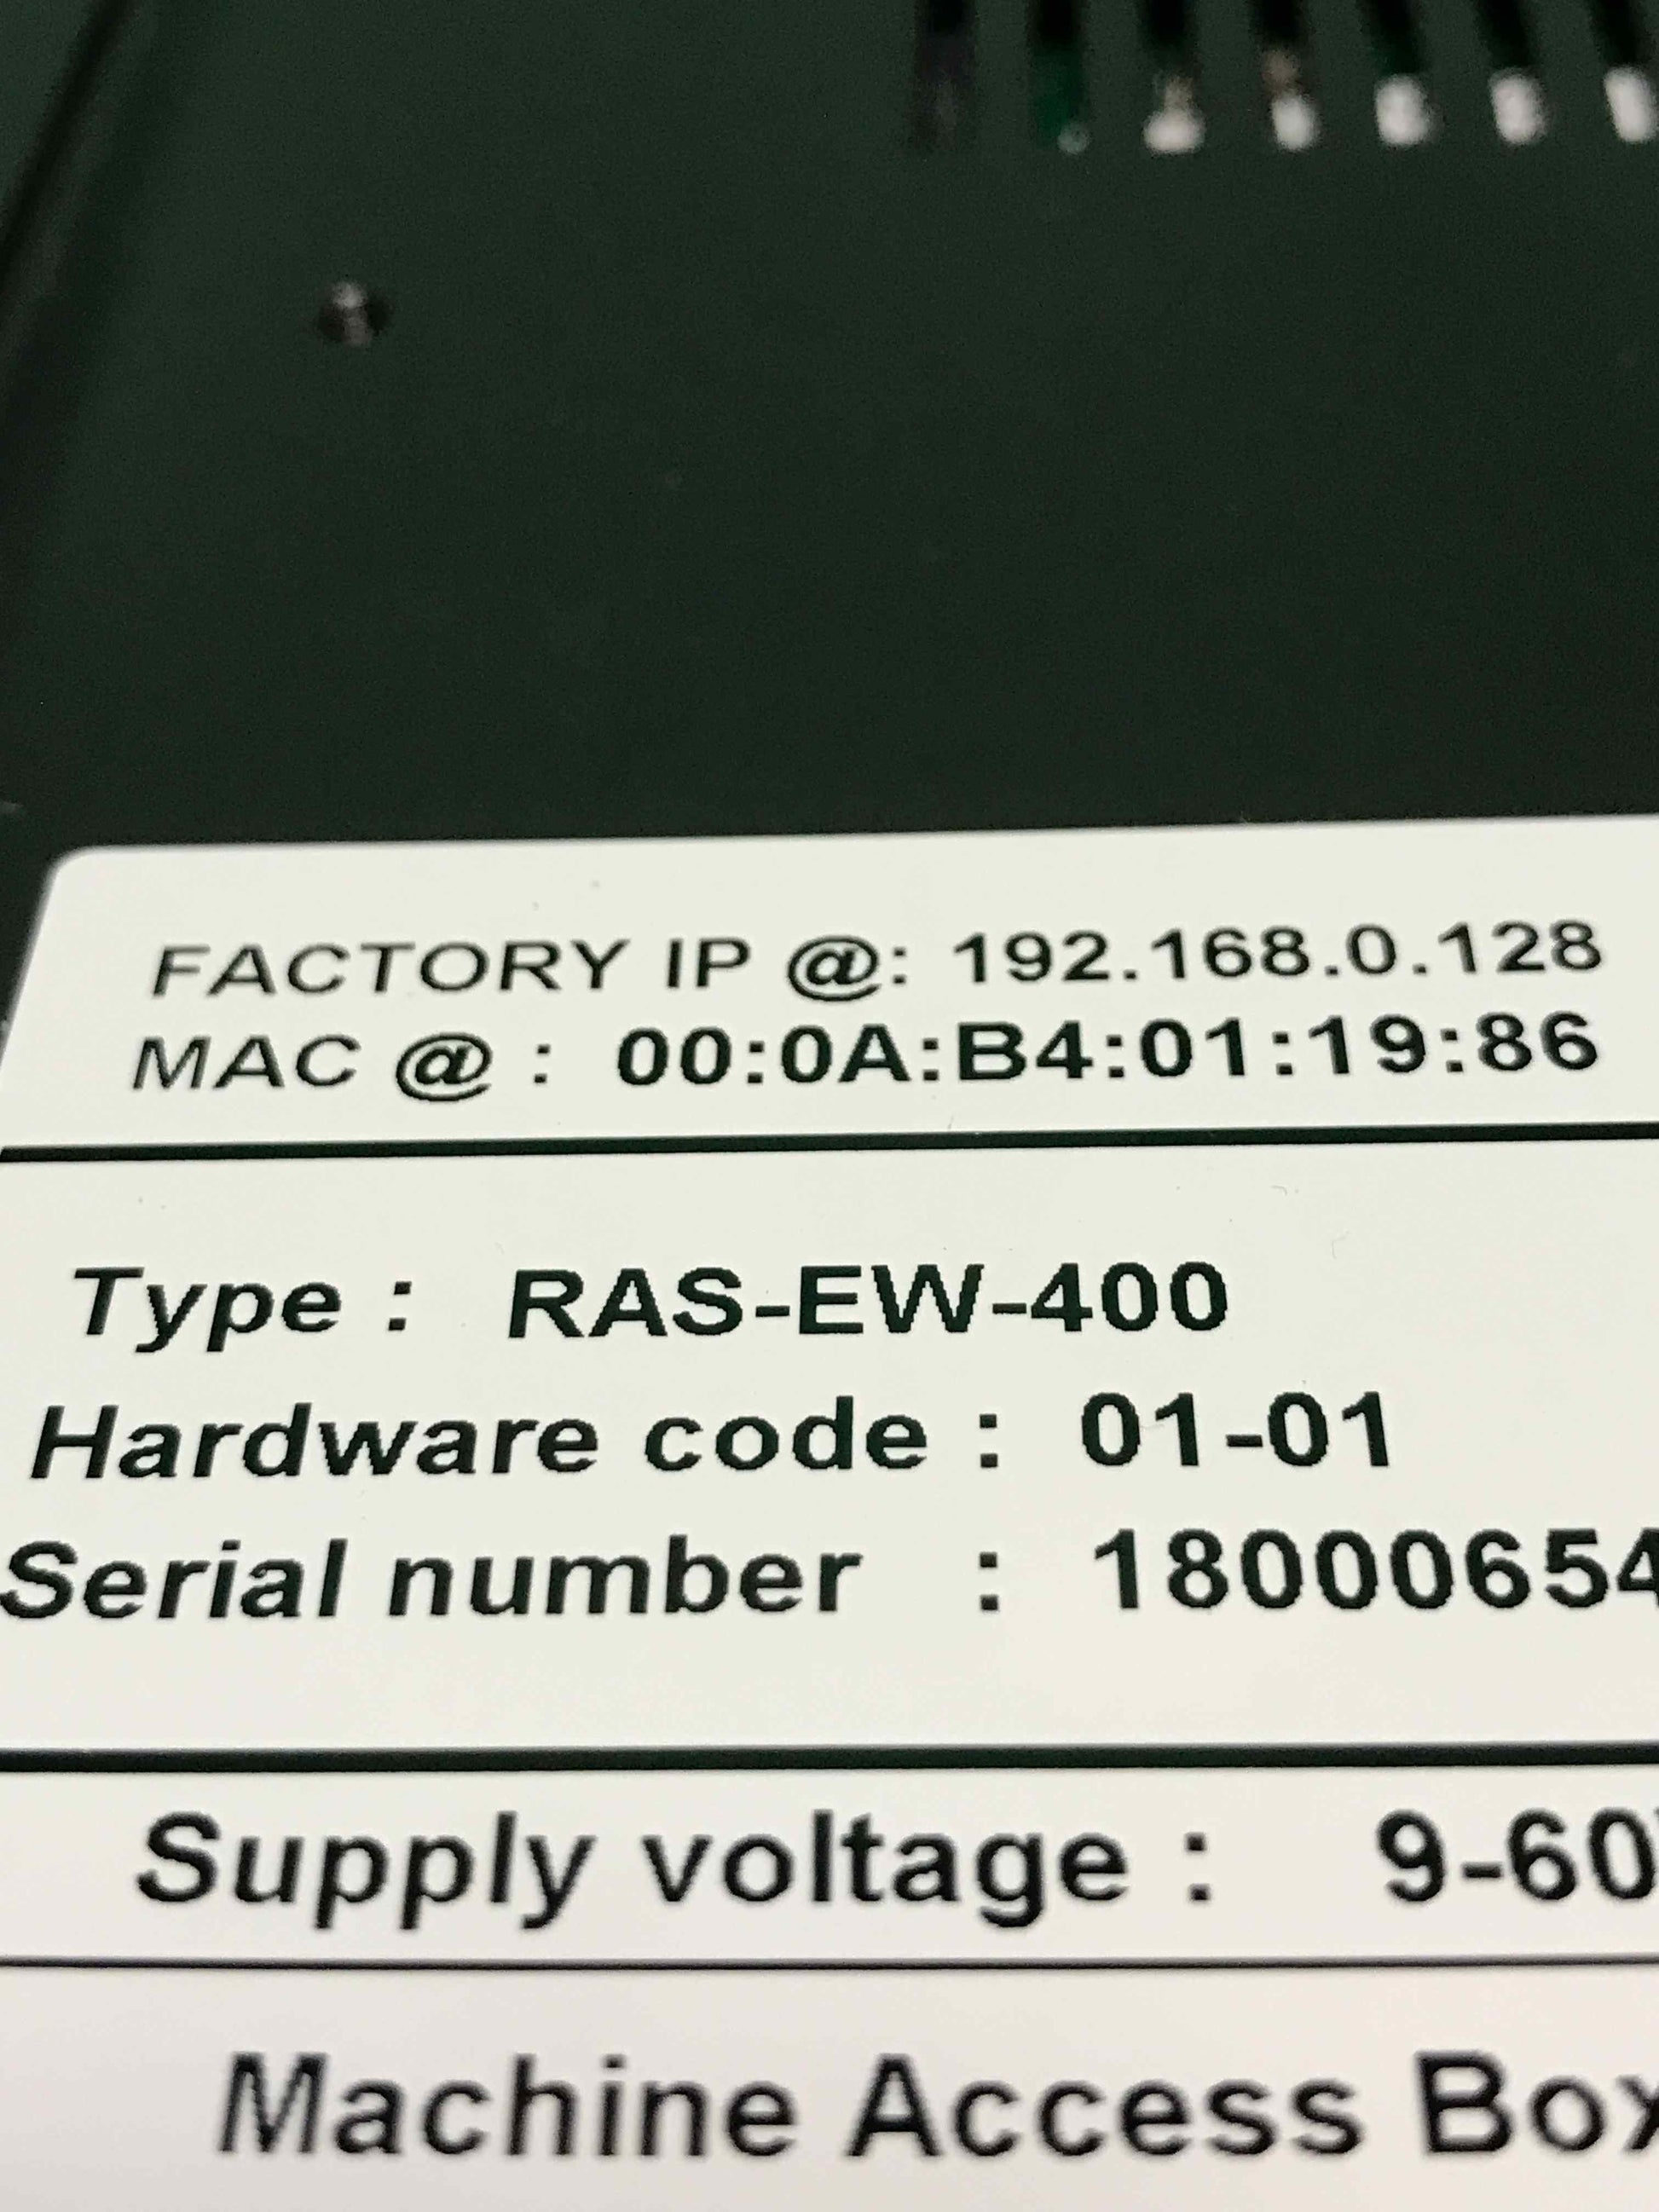 FACTORY IP @: 192.168.0.128
MAC @ : 00:0A:B4:01:19:86
Type : RAS-EW-400
Hardware code : 01-01
Serial number : 18000654
Supply voltage : 9-60
Machine Access Box